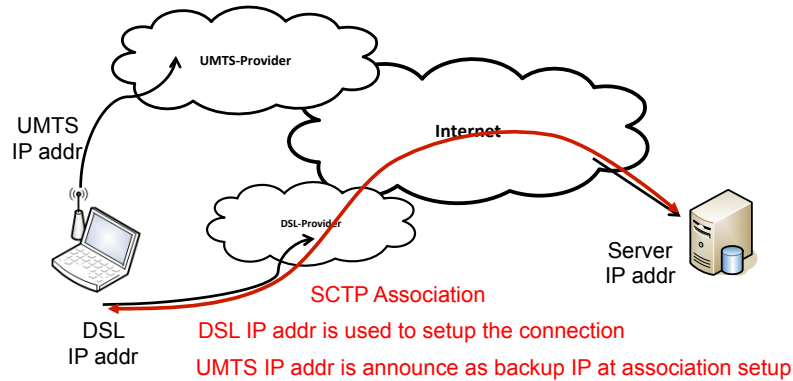 UMTS-Provider
UMTS
IP addr
Internet
DSL-Provider
Server
IP addr
SCTP Association
DSL
IP addr
DSL IP addr is used to setup the connection
UMTS IP addr is announce as backup IP at association setup